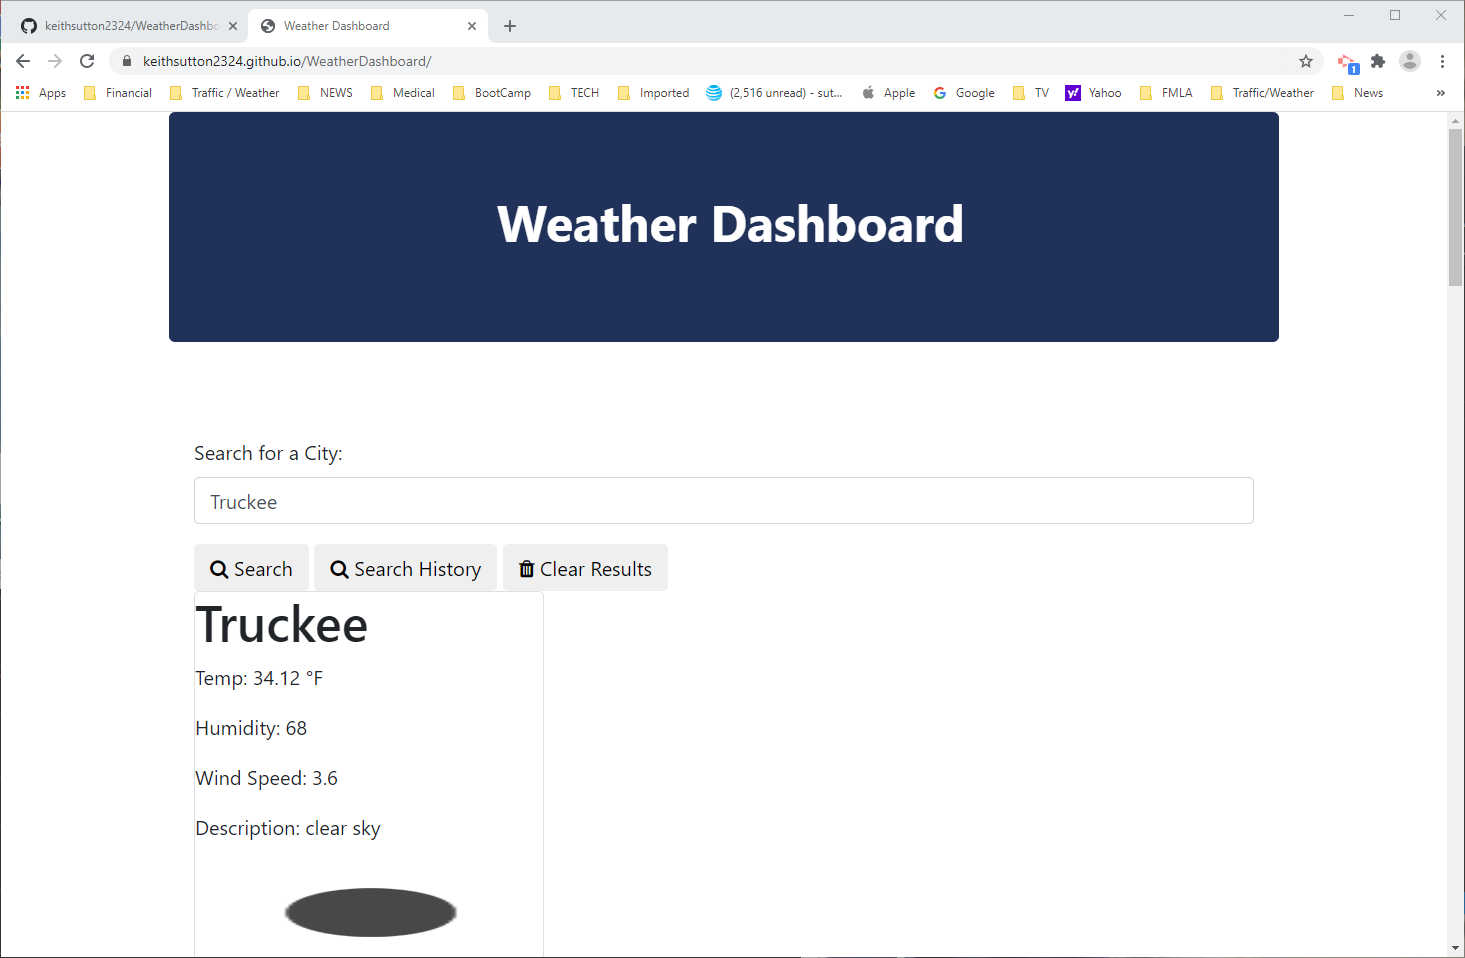 keithsutton2324/WeatherDashb
Weather Dashboard
keithsutton2324.github.io/WeatherDashboard/
1
Apps Financial Traffic / Weather NEWS Medical BootCamp TECH Imported (2,516 unread) - sut... Apple Google TV y! Yahoo FMLA Traffic/Weather News »
Weather Dashboard
Search for a City:
Truckee
Search Search History Clear Results
Truckee
Temp: 34.12 °F
Humidity: 68
Wind Speed: 3.6
Description: clear sky